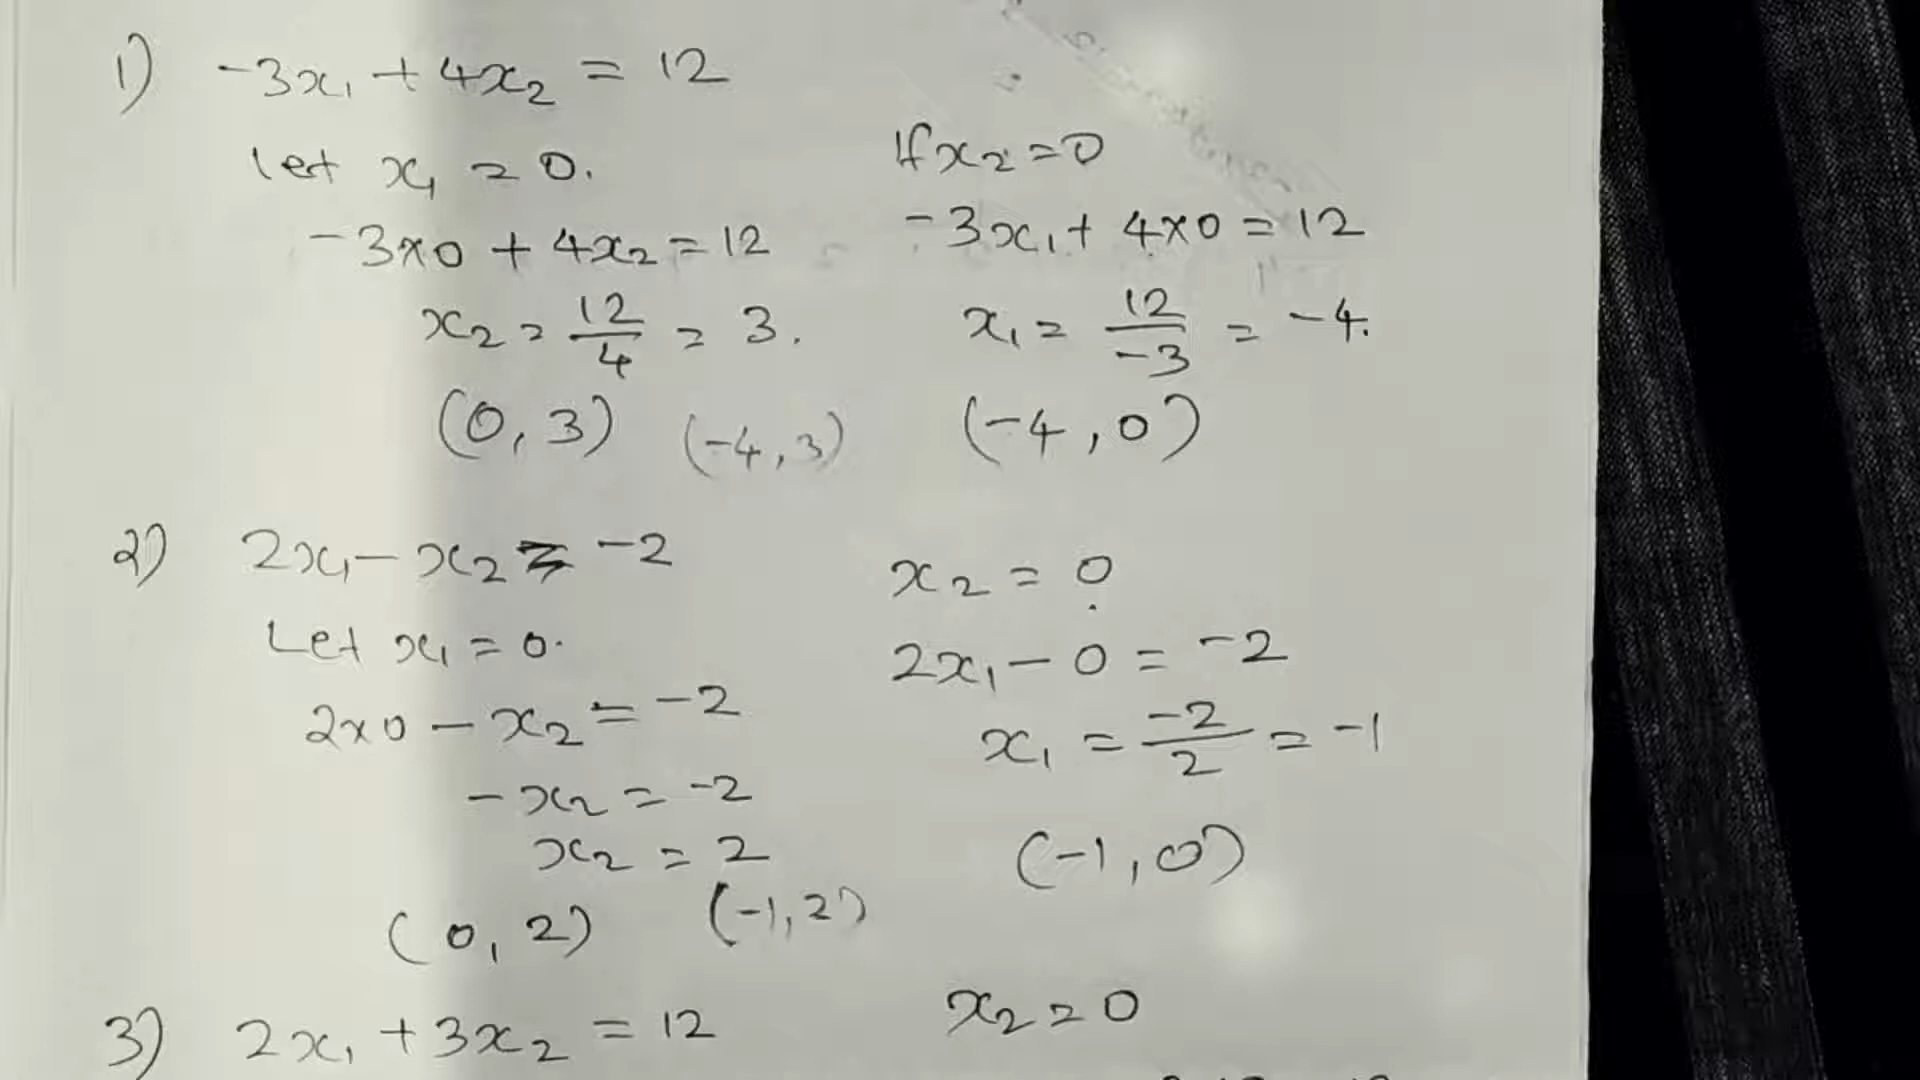 1) -3x₁ + 4x₂ = 12
let x₁ = 0.
-3×0 + 4x₂ = 12
x₂ = 12/4 = 3.
(0, 3) (-4, 3)
If x₂ = 0
-3x₁ + 4×0 = 12
x₁ = 12/-3 = -4.
(-4, 0)
2) 2x₁ - x₂ = -2
Let x₁ = 0.
2×0 - x₂ = -2
-x₂ = -2
x₂ = 2
(0, 2) (-1, 2)
x₂ = 0
2x₁ - 0 = -2
x₁ = -2/2 = -1
(-1, 0)
3) 2x₁ + 3x₂ = 12
x₂ = 0